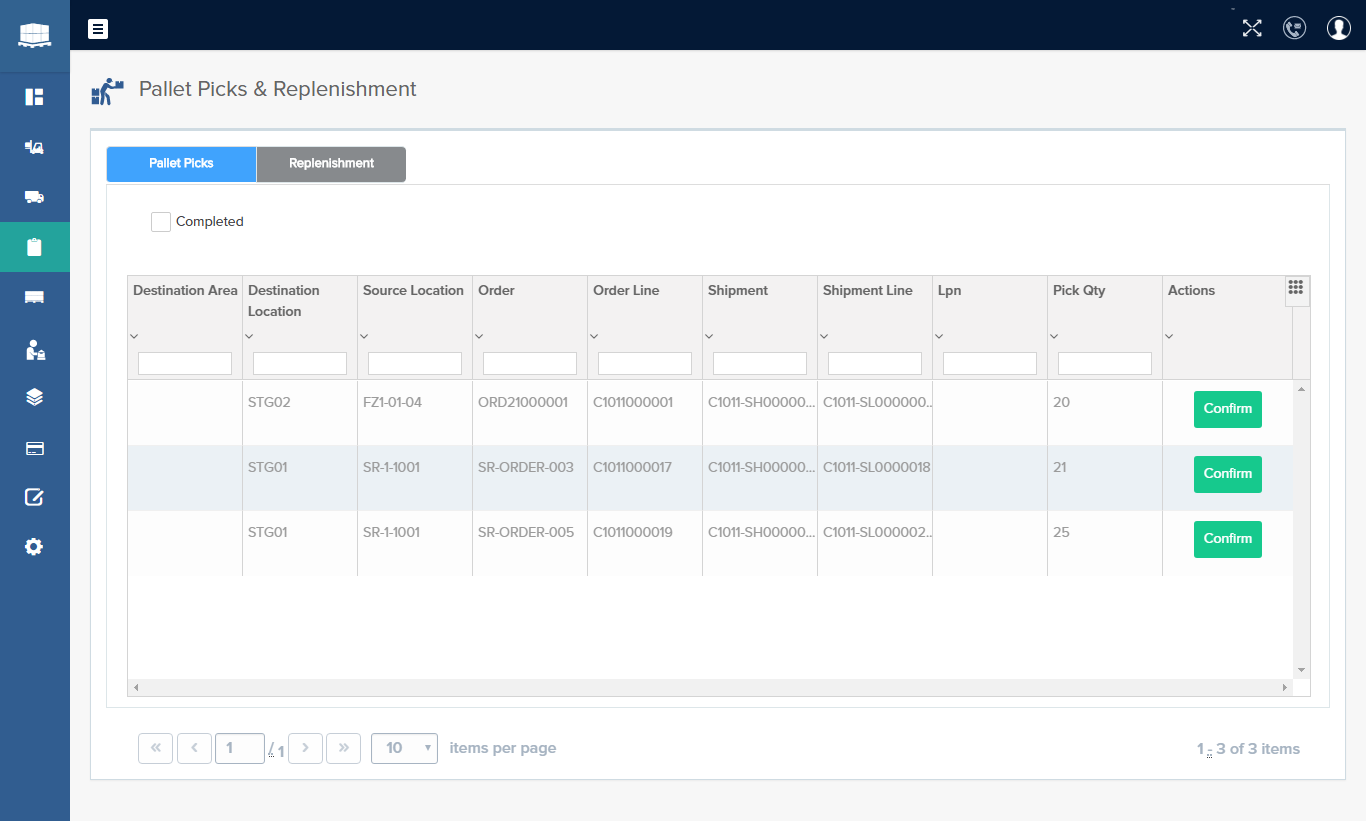 Pallet Picks & Replenishment
Pallet Picks Replenishment
Completed
Destination Area Destination Location Source Location Order Order Line Shipment Shipment Line Lpn Pick Qty Actions
STG02 FZ1-01-04 ORD21000001 C1011000001 C1011-SH00000... C1011-SL000000.. 20 Confirm
STG01 SR-1-1001 SR-ORDER-003 C1011000017 C1011-SH00000... C1011-SL0000018 21 Confirm
STG01 SR-1-1001 SR-ORDER-005 C1011000019 C1011-SH00000... C1011-SL000002.. 25 Confirm
« ‹ 1 / 1 › » 10 items per page 1 - 3 of 3 items